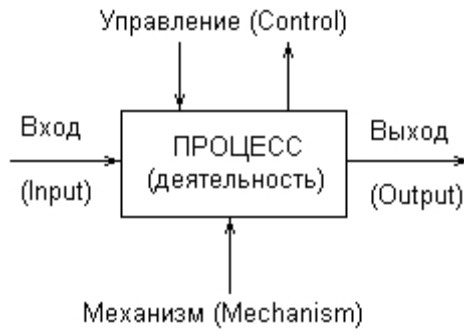 Управление (Control)
Вход
(Input)
ПРОЦЕСС
(деятельность)
Выход
(Output)
Механизм (Mechanism)